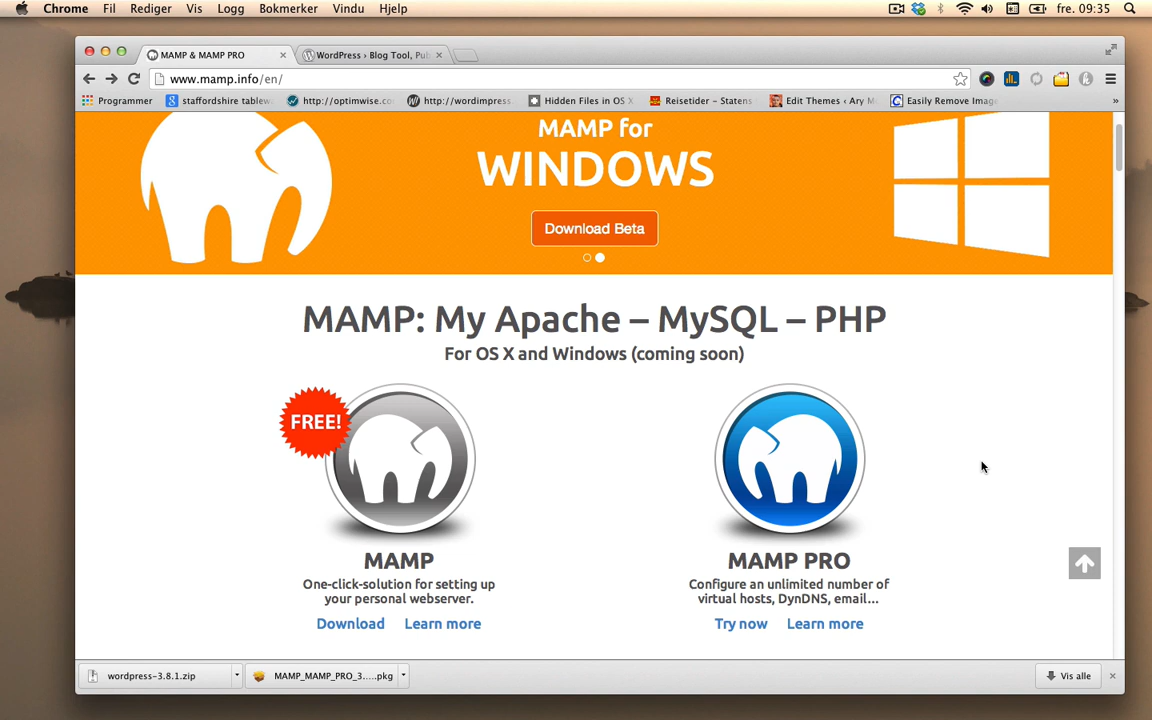 Chrome Fil Rediger Vis Logg Bokmerker Vindu Hjelp fre. 09:35
MAMP & MAMP PRO WordPress › Blog Tool, Pub
www.mamp.info/en/
Programmer staffordshire tablew http://optimwise.co http://wordimpress. Hidden Files in OS X Reisetider – Statens Edit Themes ‹ Ary M Easily Remove Image »
MAMP for
WINDOWS
Download Beta
MAMP: My Apache – MySQL – PHP
For OS X and Windows (coming soon)
FREE!
MAMP MAMP PRO
One-click-solution for setting up Configure an unlimited number of
your personal webserver. virtual hosts, DynDNS, email...
Download Learn more Try now Learn more
wordpress-3.8.1.zip MAMP_MAMP_PRO_3.....pkg Vis alle